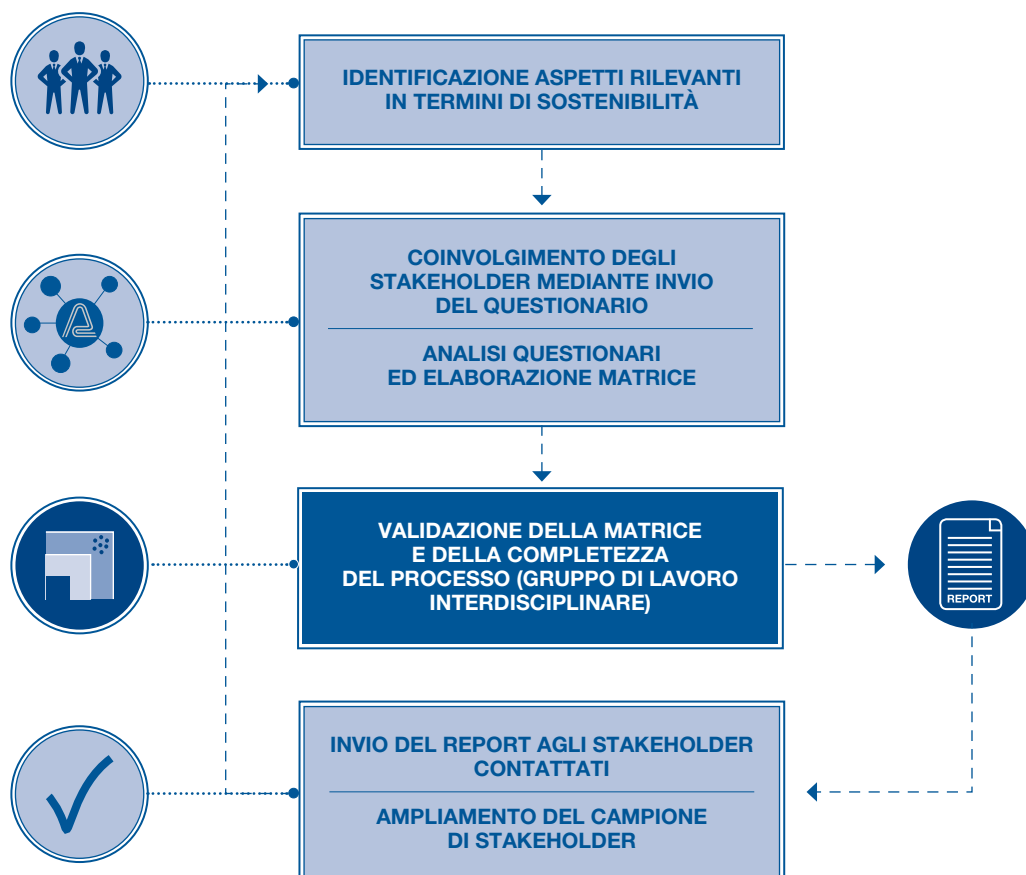 IDENTIFICAZIONE ASPETTI RILEVANTI
IN TERMINI DI SOSTENIBILITÀ
COINVOLGIMENTO DEGLI
STAKEHOLDER MEDIANTE INVIO
DEL QUESTIONARIO
ANALISI QUESTIONARI
ED ELABORAZIONE MATRICE
VALIDAZIONE DELLA MATRICE
E DELLA COMPLETEZZA
DEL PROCESSO (GRUPPO DI LAVORO
INTERDISCIPLINARE)
REPORT
INVIO DEL REPORT AGLI STAKEHOLDER
CONTATTATI
AMPLIAMENTO DEL CAMPIONE
DI STAKEHOLDER